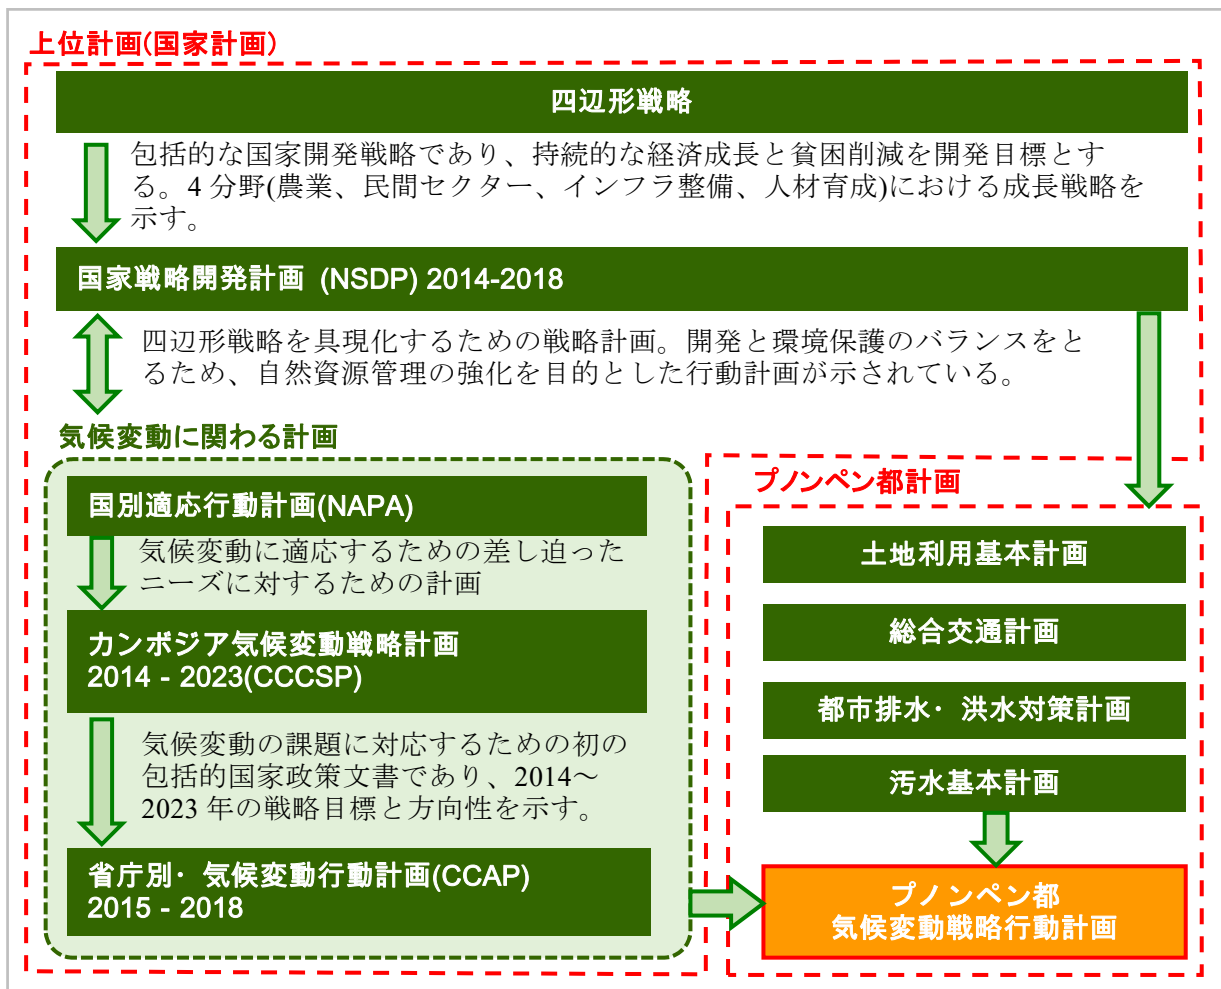 上位計画(国家計画)
四辺形戦略
包括的な国家開発戦略であり、持続的な経済成長と貧困削減を開発目標とす
る。4 分野(農業、民間セクター、インフラ整備、人材育成)における成長戦略を
示す。
国家戦略開発計画 (NSDP) 2014-2018
四辺形戦略を具現化するための戦略計画。開発と環境保護のバランスをと
るため、自然資源管理の強化を目的とした行動計画が示されている。
気候変動に関わる計画
国別適応行動計画(NAPA)
気候変動に適応するための差し迫った
ニーズに対するための計画
カンボジア気候変動戦略計画
2014 - 2023(CCCSP)
気候変動の課題に対応するための初の
包括的国家政策文書であり、2014～
2023 年の戦略目標と方向性を示す。
省庁別・気候変動行動計画(CCAP)
2015 - 2018
プノンペン都計画
土地利用基本計画
総合交通計画
都市排水・洪水対策計画
汚水基本計画
プノンペン都
気候変動戦略行動計画